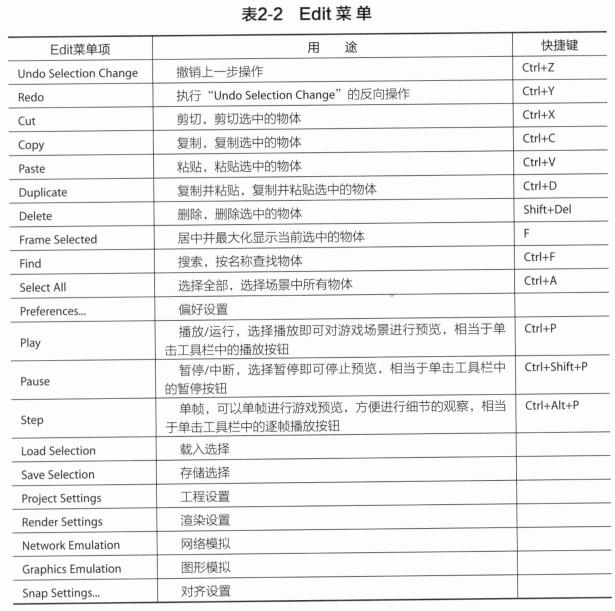 表2-2 Edit 菜单
Edit菜单项 用 途 快捷键
Undo Selection Change 撤销上一步操作 Ctrl+Z
Redo 执行“Undo Selection Change”的反向操作 Ctrl+Y
Cut 剪切，剪切选中的物体 Ctrl+X
Copy 复制，复制选中的物体 Ctrl+C
Paste 粘贴，粘贴选中的物体 Ctrl+V
Duplicate 复制并粘贴，复制并粘贴选中的物体 Ctrl+D
Delete 删除，删除选中的物体 Shift+Del
Frame Selected 居中并最大化显示当前选中的物体 F
Find 搜索，按名称查找物体 Ctrl+F
Select All 选择全部，选择场景中所有物体 Ctrl+A
Preferences... 偏好设置
Play 播放/运行，选择播放即可对游戏场景进行预览，相当于单 Ctrl+P
击工具栏中的播放按钮
Pause 暂停/中断，选择暂停即可停止预览，相当于单击工具栏中 Ctrl+Shift+P
的暂停按钮
Step 单帧，可以单帧进行游戏预览，方便进行细节的观察，相当 Ctrl+Alt+P
于单击工具栏中的逐帧播放按钮
Load Selection 载入选择
Save Selection 存储选择
Project Settings 工程设置
Render Settings 渲染设置
Network Emulation 网络模拟
Graphics Emulation 图形模拟
Snap Settings... 对齐设置